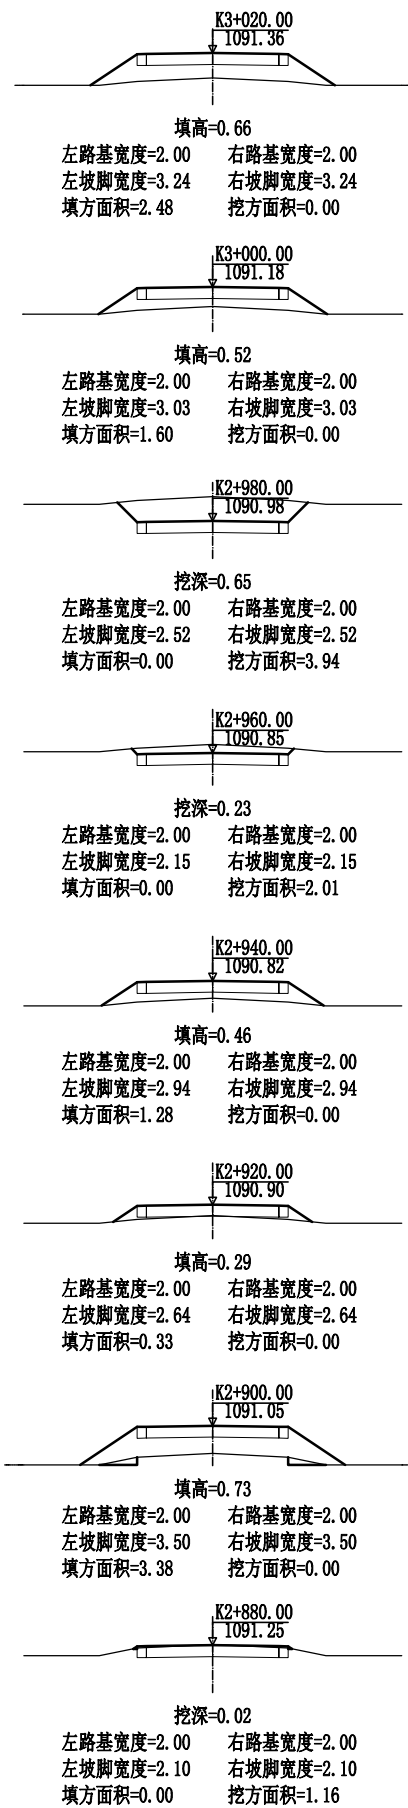 K3+020.00
1091.36
填高=0.66
左路基宽度=2.00 右路基宽度=2.00
左坡脚宽度=3.24 右坡脚宽度=3.24
填方面积=2.48 挖方面积=0.00
K3+000.00
1091.18
填高=0.52
左路基宽度=2.00 右路基宽度=2.00
左坡脚宽度=3.03 右坡脚宽度=3.03
填方面积=1.60 挖方面积=0.00
K2+980.00
1090.98
挖深=0.65
左路基宽度=2.00 右路基宽度=2.00
左坡脚宽度=2.52 右坡脚宽度=2.52
填方面积=0.00 挖方面积=3.94
K2+960.00
1090.85
挖深=0.23
左路基宽度=2.00 右路基宽度=2.00
左坡脚宽度=2.15 右坡脚宽度=2.15
填方面积=0.00 挖方面积=2.01
K2+940.00
1090.82
填高=0.46
左路基宽度=2.00 右路基宽度=2.00
左坡脚宽度=2.94 右坡脚宽度=2.94
填方面积=1.28 挖方面积=0.00
K2+920.00
1090.90
填高=0.29
左路基宽度=2.00 右路基宽度=2.00
左坡脚宽度=2.64 右坡脚宽度=2.64
填方面积=0.33 挖方面积=0.00
K2+900.00
1091.05
填高=0.73
左路基宽度=2.00 右路基宽度=2.00
左坡脚宽度=3.50 右坡脚宽度=3.50
填方面积=3.38 挖方面积=0.00
K2+880.00
1091.25
挖深=0.02
左路基宽度=2.00 右路基宽度=2.00
左坡脚宽度=2.10 右坡脚宽度=2.10
填方面积=0.00 挖方面积=1.16